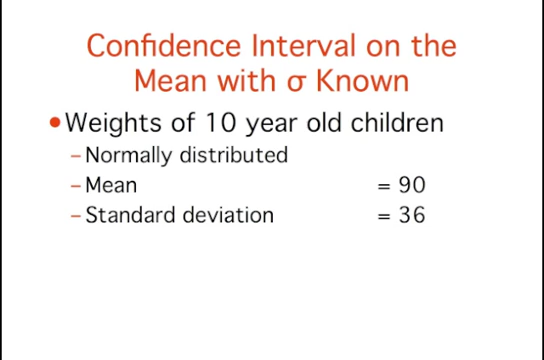 Confidence Interval on the
Mean with σ Known
•Weights of 10 year old children
–Normally distributed
–Mean = 90
–Standard deviation = 36